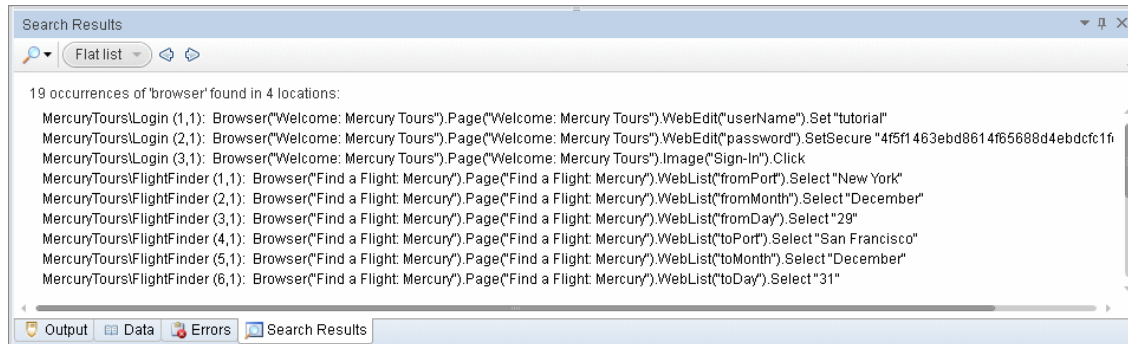 Search Results
Flat list
19 occurrences of 'browser' found in 4 locations:
MercuryTours\Login (1,1): Browser("Welcome: Mercury Tours").Page("Welcome: Mercury Tours").WebEdit("userName").Set "tutorial"
MercuryTours\Login (2,1): Browser("Welcome: Mercury Tours").Page("Welcome: Mercury Tours").WebEdit("password").SetSecure "4f5f1463ebd8614f65688d4ebdcfc1f
MercuryTours\Login (3,1): Browser("Welcome: Mercury Tours").Page("Welcome: Mercury Tours").Image("Sign-In").Click
MercuryTours\FlightFinder (1,1): Browser("Find a Flight: Mercury").Page("Find a Flight: Mercury").WebList("fromPort").Select "New York"
MercuryTours\FlightFinder (2,1): Browser("Find a Flight: Mercury").Page("Find a Flight: Mercury").WebList("fromMonth").Select "December"
MercuryTours\FlightFinder (3,1): Browser("Find a Flight: Mercury").Page("Find a Flight: Mercury").WebList("fromDay").Select "29"
MercuryTours\FlightFinder (4,1): Browser("Find a Flight: Mercury").Page("Find a Flight: Mercury").WebList("toPort").Select "San Francisco"
MercuryTours\FlightFinder (5,1): Browser("Find a Flight: Mercury").Page("Find a Flight: Mercury").WebList("toMonth").Select "December"
MercuryTours\FlightFinder (6,1): Browser("Find a Flight: Mercury").Page("Find a Flight: Mercury").WebList("toDay").Select "31"
Output Data Errors Search Results